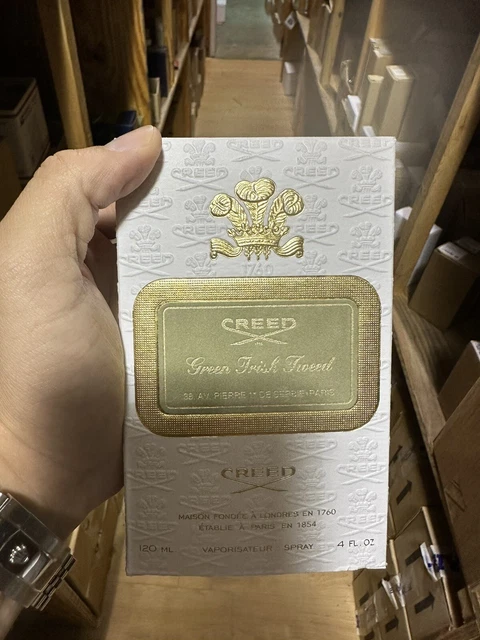 1760
CREED
Green Irish Tweed
38 AV. PIERRE 1er DE SERBIE-PARIS
CREED
MAISON FONDÉE À LONDRES EN 1760
ÉTABLIE À PARIS EN 1854
120 ML VAPORISATEUR SPRAY 4 FL.OZ